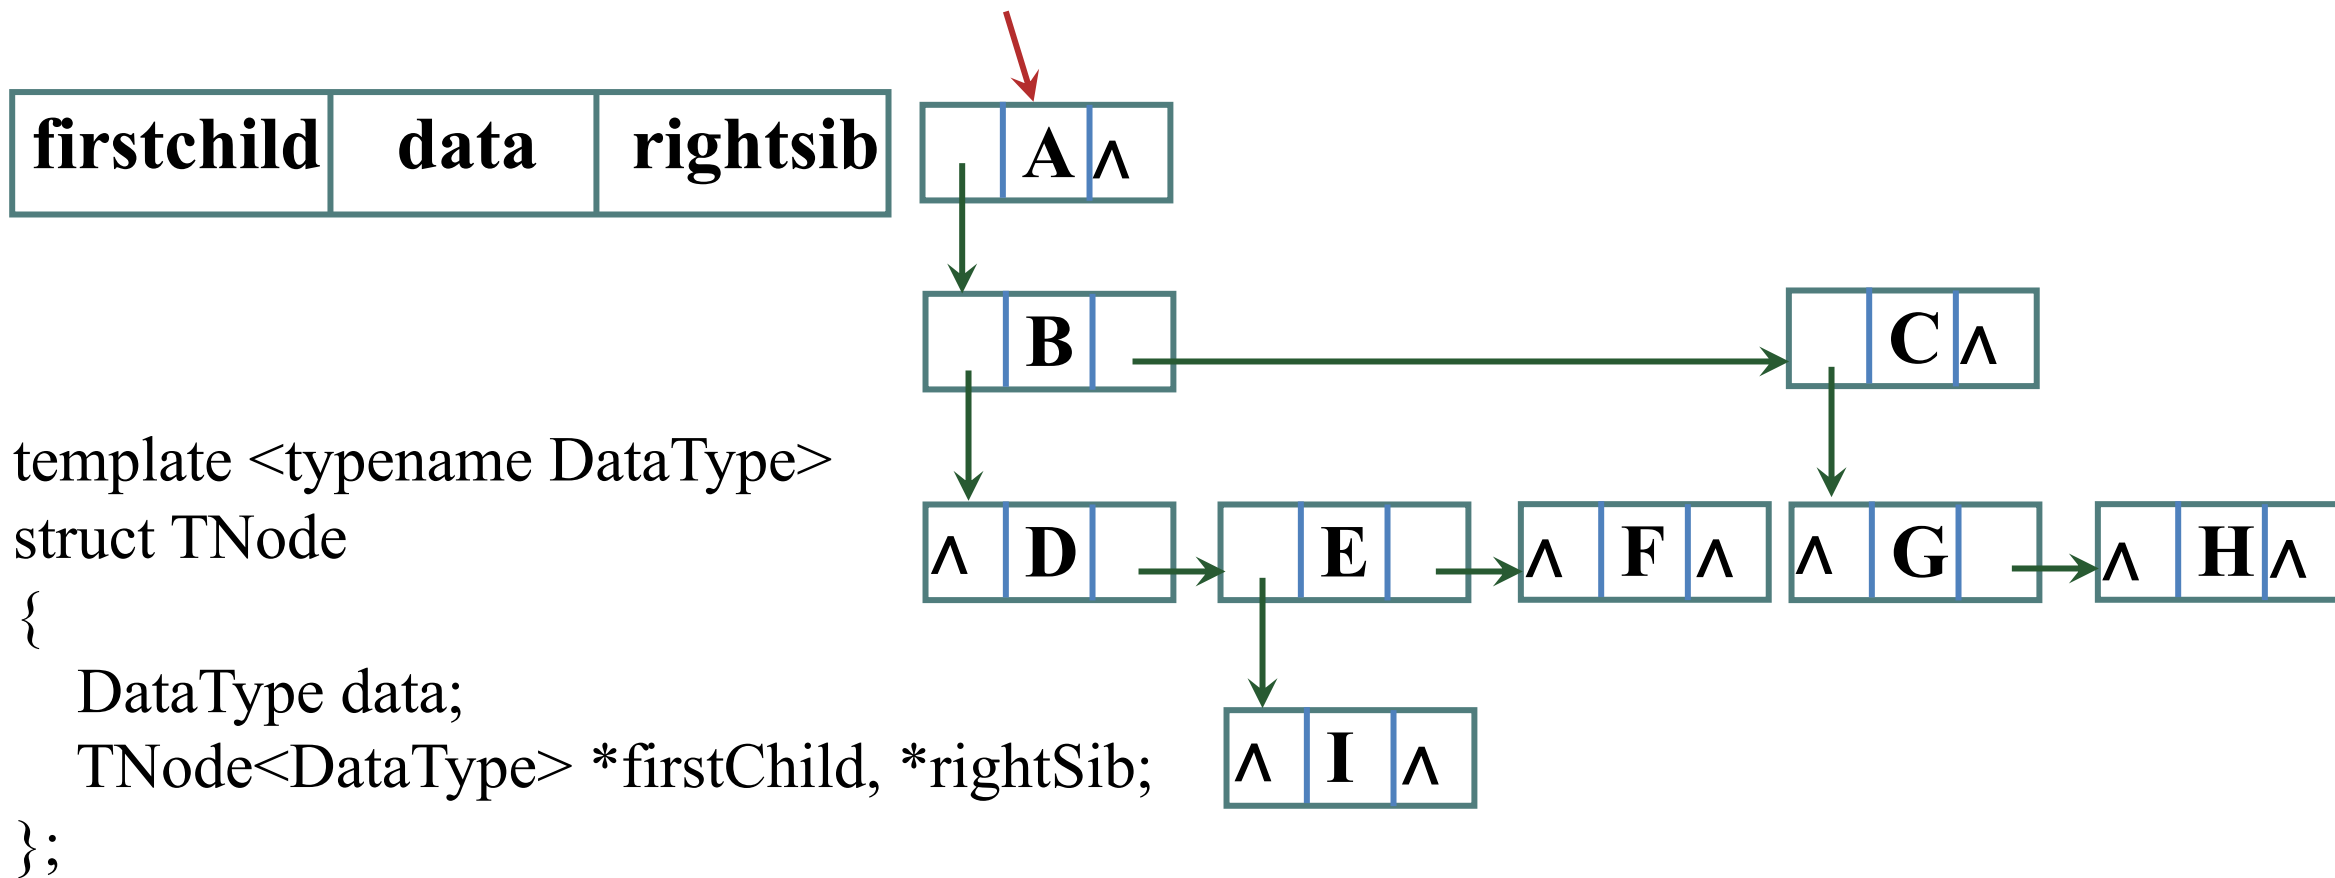 firstchild data rightsib
A ∧
B
C ∧
∧ D
E
∧ F ∧
∧ G
∧ H ∧
∧ I ∧
template <typename DataType>
struct TNode
{
DataType data;
TNode<DataType> *firstChild, *rightSib;
};